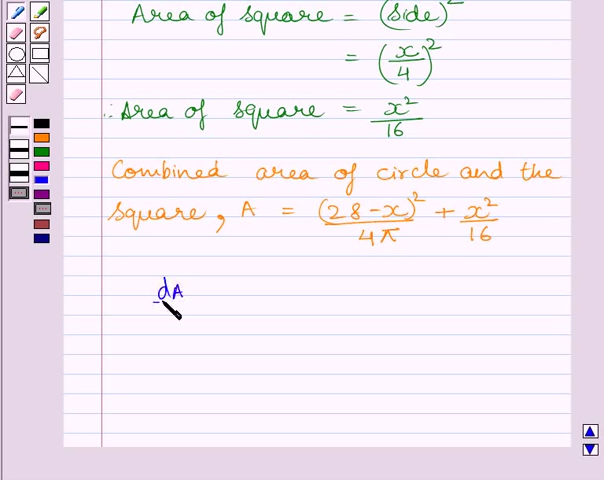 Area of square = (side)²
= (x/4)²
∴ Area of square = x²/16
Combined area of circle and the
square, A = (28-x)²/4π + x²/16
dA